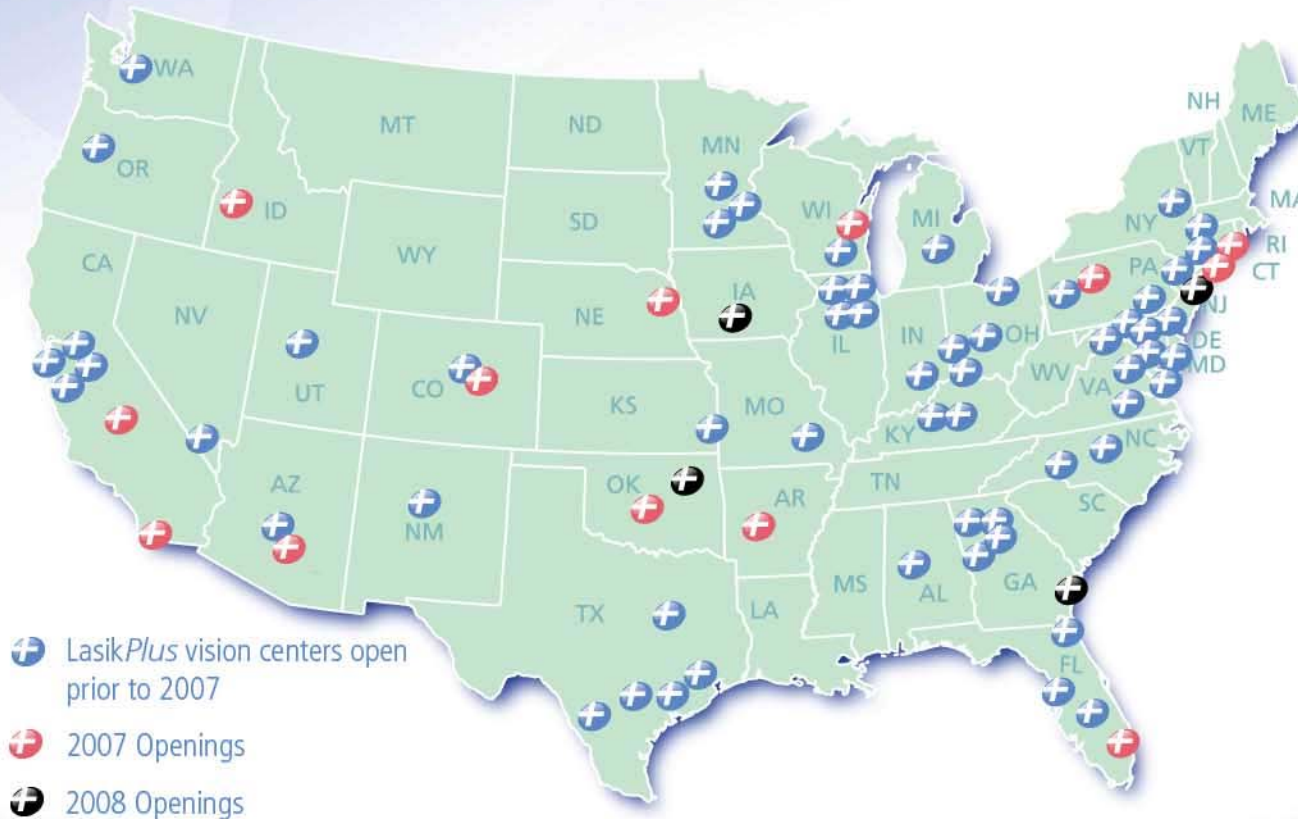 NH
ME
WA
MT
ND
MN
VT
OR
ID
SD
WI
MI
NY
MA
RI
CT
WY
CA
IA
PA
NJ
NV
NE
IL
IN
OH
DE
MD
UT
CO
KS
MO
WV
VA
KY
NC
AZ
OK
TN
AR
NM
SC
MS
AL
GA
TX
LA
FL
LasikPlus vision centers open
prior to 2007
2007 Openings
2008 Openings